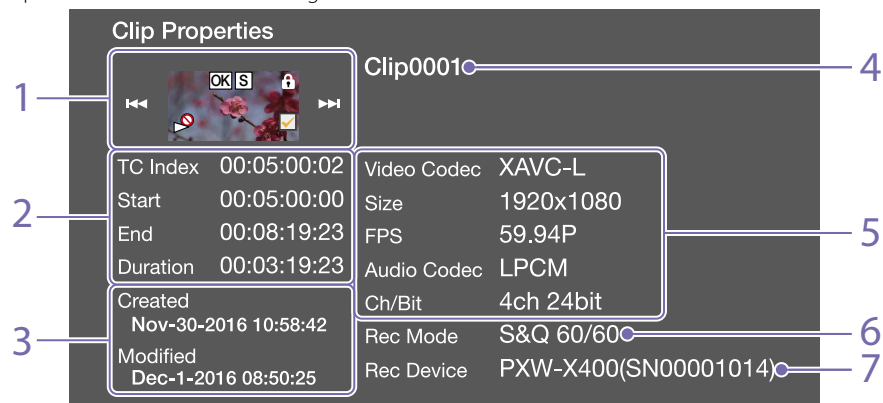 Clip Properties
Clip0001
OK S
TC Index 00:05:00:02
Start 00:05:00:00
End 00:08:19:23
Duration 00:03:19:23
Created
Nov-30-2016 10:58:42
Modified
Dec-1-2016 08:50:25
Video Codec XAVC-L
Size 1920x1080
FPS 59.94P
Audio Codec LPCM
Ch/Bit 4ch 24bit
Rec Mode S&Q 60/60
Rec Device PXW-X400(SN00001014)
1
2
3
4
5
6
7